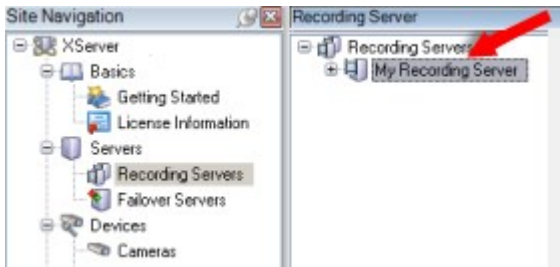 Site Navigation
XServer
Basics
Getting Started
License Information
Servers
Recording Servers
Failover Servers
Devices
Cameras
Recording Server
Recording Servers
My Recording Server